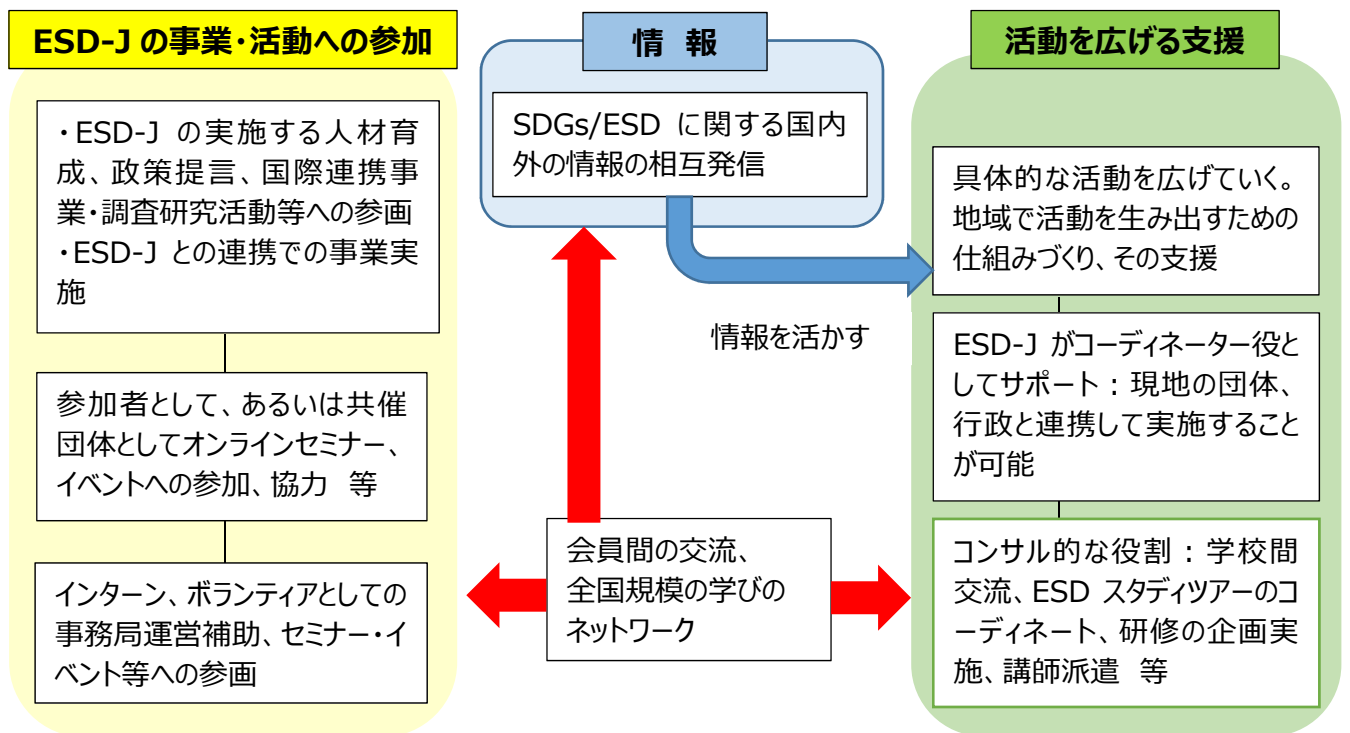 ESD-J の事業・活動への参加
・ESD-J の実施する人材育
成、政策提言、国際連携事
業・調査研究活動等への参画
・ESD-J との連携での事業実
施
参加者として、あるいは共催
団体としてオンラインセミナー、
イベントへの参加、協力 等
インターン、ボランティアとしての
事務局運営補助、セミナー・イ
ベント等への参画
情 報
SDGs/ESD に関する国内
外の情報の相互発信
情報を活かす
会員間の交流、
全国規模の学びの
ネットワーク
活動を広げる支援
具体的な活動を広げていく。
地域で活動を生み出すための
仕組みづくり、その支援
ESD-J がコーディネーター役と
してサポート：現地の団体、
行政と連携して実施すること
が可能
コンサル的な役割：学校間
交流、ESD スタディツアーのコ
ーディネート、研修の企画実
施、講師派遣 等